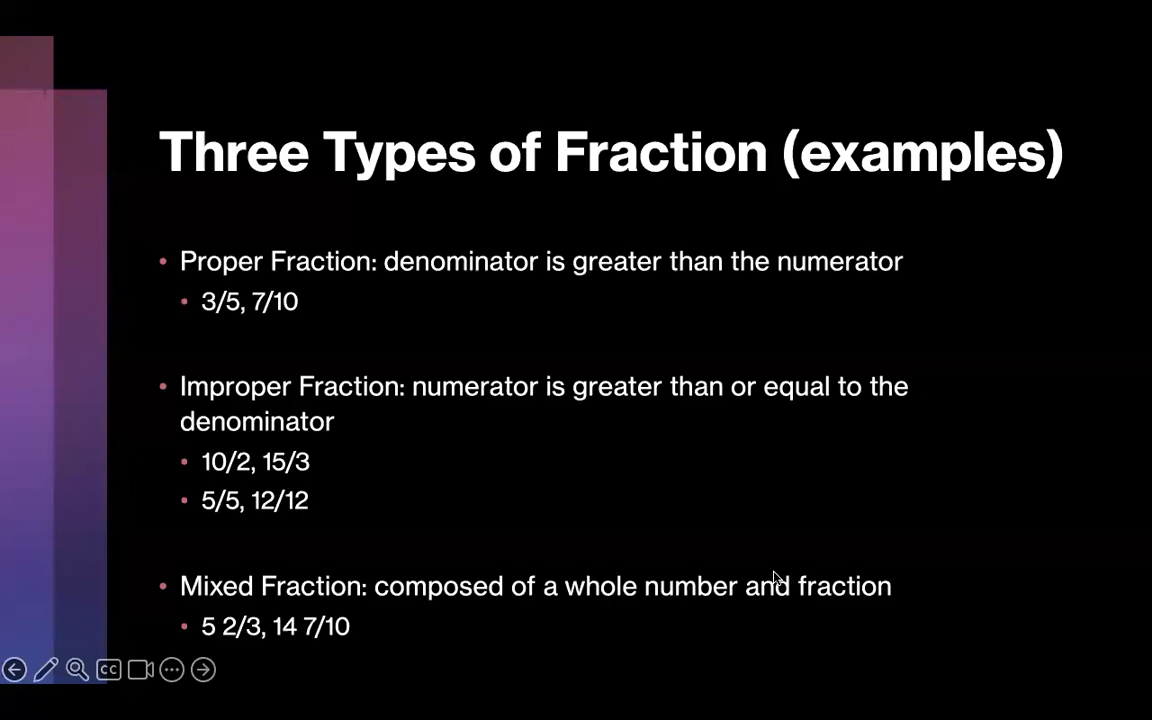 Three Types of Fraction (examples)
• Proper Fraction: denominator is greater than the numerator
• 3/5, 7/10
• Improper Fraction: numerator is greater than or equal to the
denominator
• 10/2, 15/3
• 5/5, 12/12
• Mixed Fraction: composed of a whole number and fraction
• 5 2/3, 14 7/10
CC